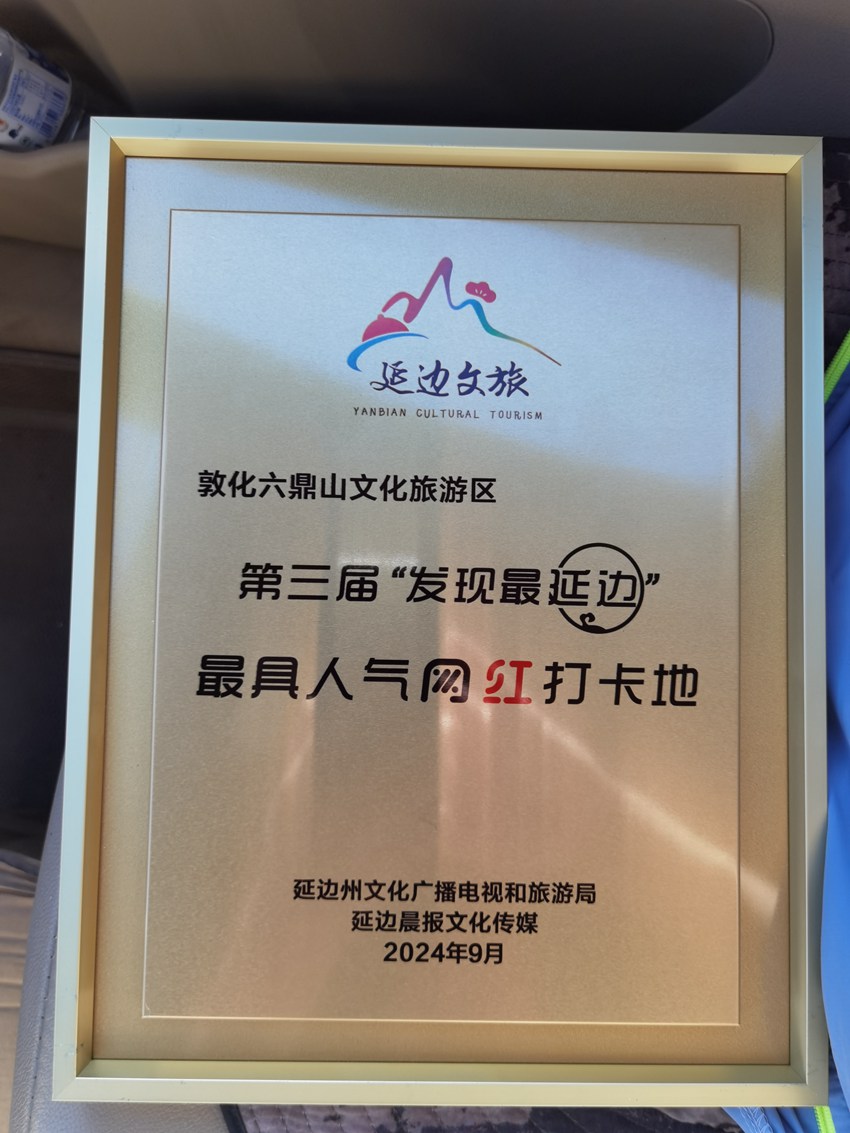 延边文旅
YANBIAN CULTURAL TOURISM
敦化六鼎山文化旅游区
第三届“发现最延边”
最具人气网红打卡地
延边州文化广播电视和旅游局
延边晨报文化传媒
2024年9月